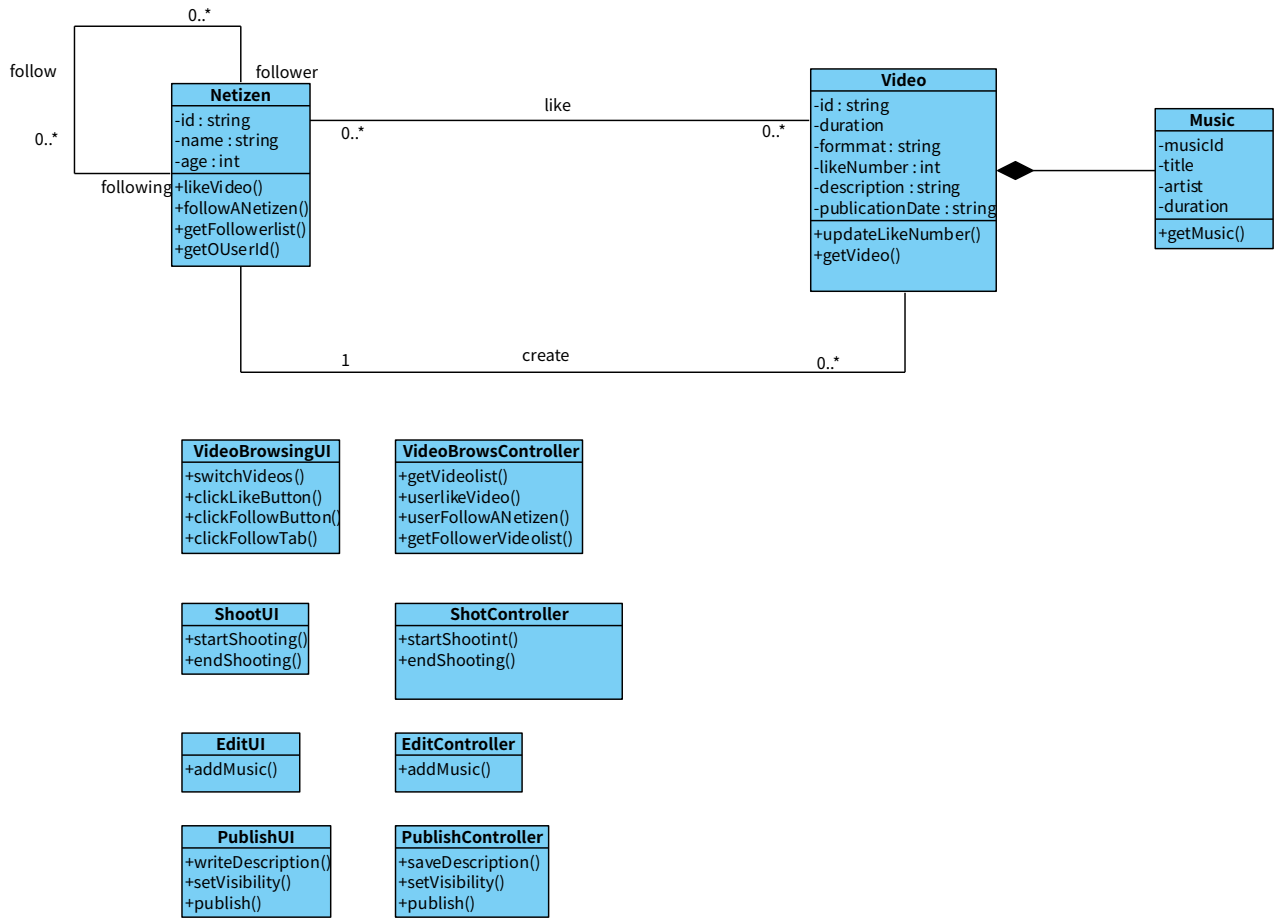 0..*
follow
follower
0..*
following
Netizen
-id : string
-name : string
-age : int
+likeVideo()
+followANetizen()
+getFollowerlist()
+getOUserId()
like
0..*
0..*
Video
-id : string
-duration
-formmat : string
-likeNumber : int
-description : string
-publicationDate : string
+updateLikeNumber()
+getVideo()
Music
-musicId
-title
-artist
-duration
+getMusic()
create
1
0..*
VideoBrowsingUI
+switchVideos()
+clickLikeButton()
+clickFollowButton()
+clickFollowTab()
VideoBrowsController
+getVideolist()
+userlikeVideo()
+userFollowANetizen()
+getFollowerVideolist()
ShootUI
+startShooting()
+endShooting()
ShotController
+startShootint()
+endShooting()
EditUI
+addMusic()
EditController
+addMusic()
PublishUI
+writeDescription()
+setVisibility()
+publish()
PublishController
+saveDescription()
+setVisibility()
+publish()